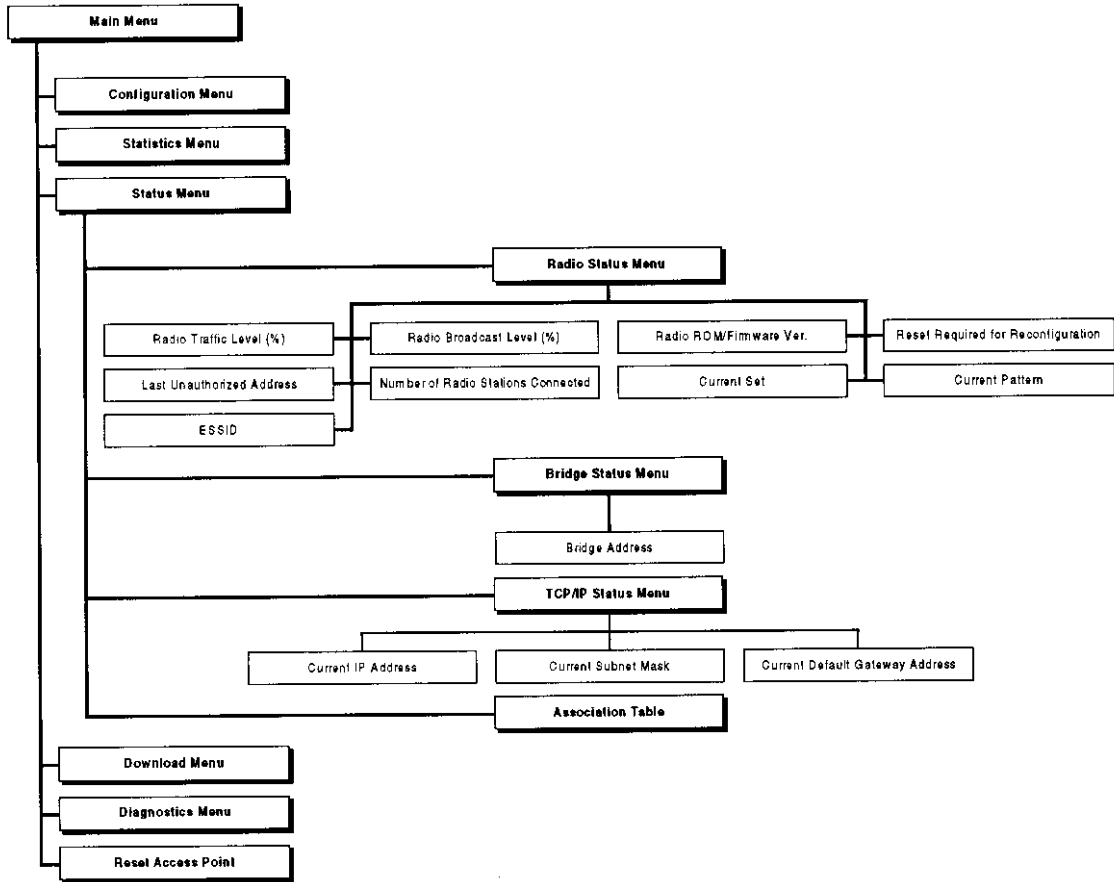 Main Menu
Configuration Menu
Statistics Menu
Status Menu
Radio Status Menu
Radio Traffic Level (%)
Radio Broadcast Level (%)
Radio ROM/Firmware Ver.
Reset Required for Reconfiguration
Last Unauthorized Address
Number of Radio Stations Connected
Current Set
Current Pattern
ESSID
Bridge Status Menu
Bridge Address
TCP/IP Status Menu
Current IP Address
Current Subnet Mask
Current Default Gateway Address
Association Table
Download Menu
Diagnostics Menu
Reset Access Point